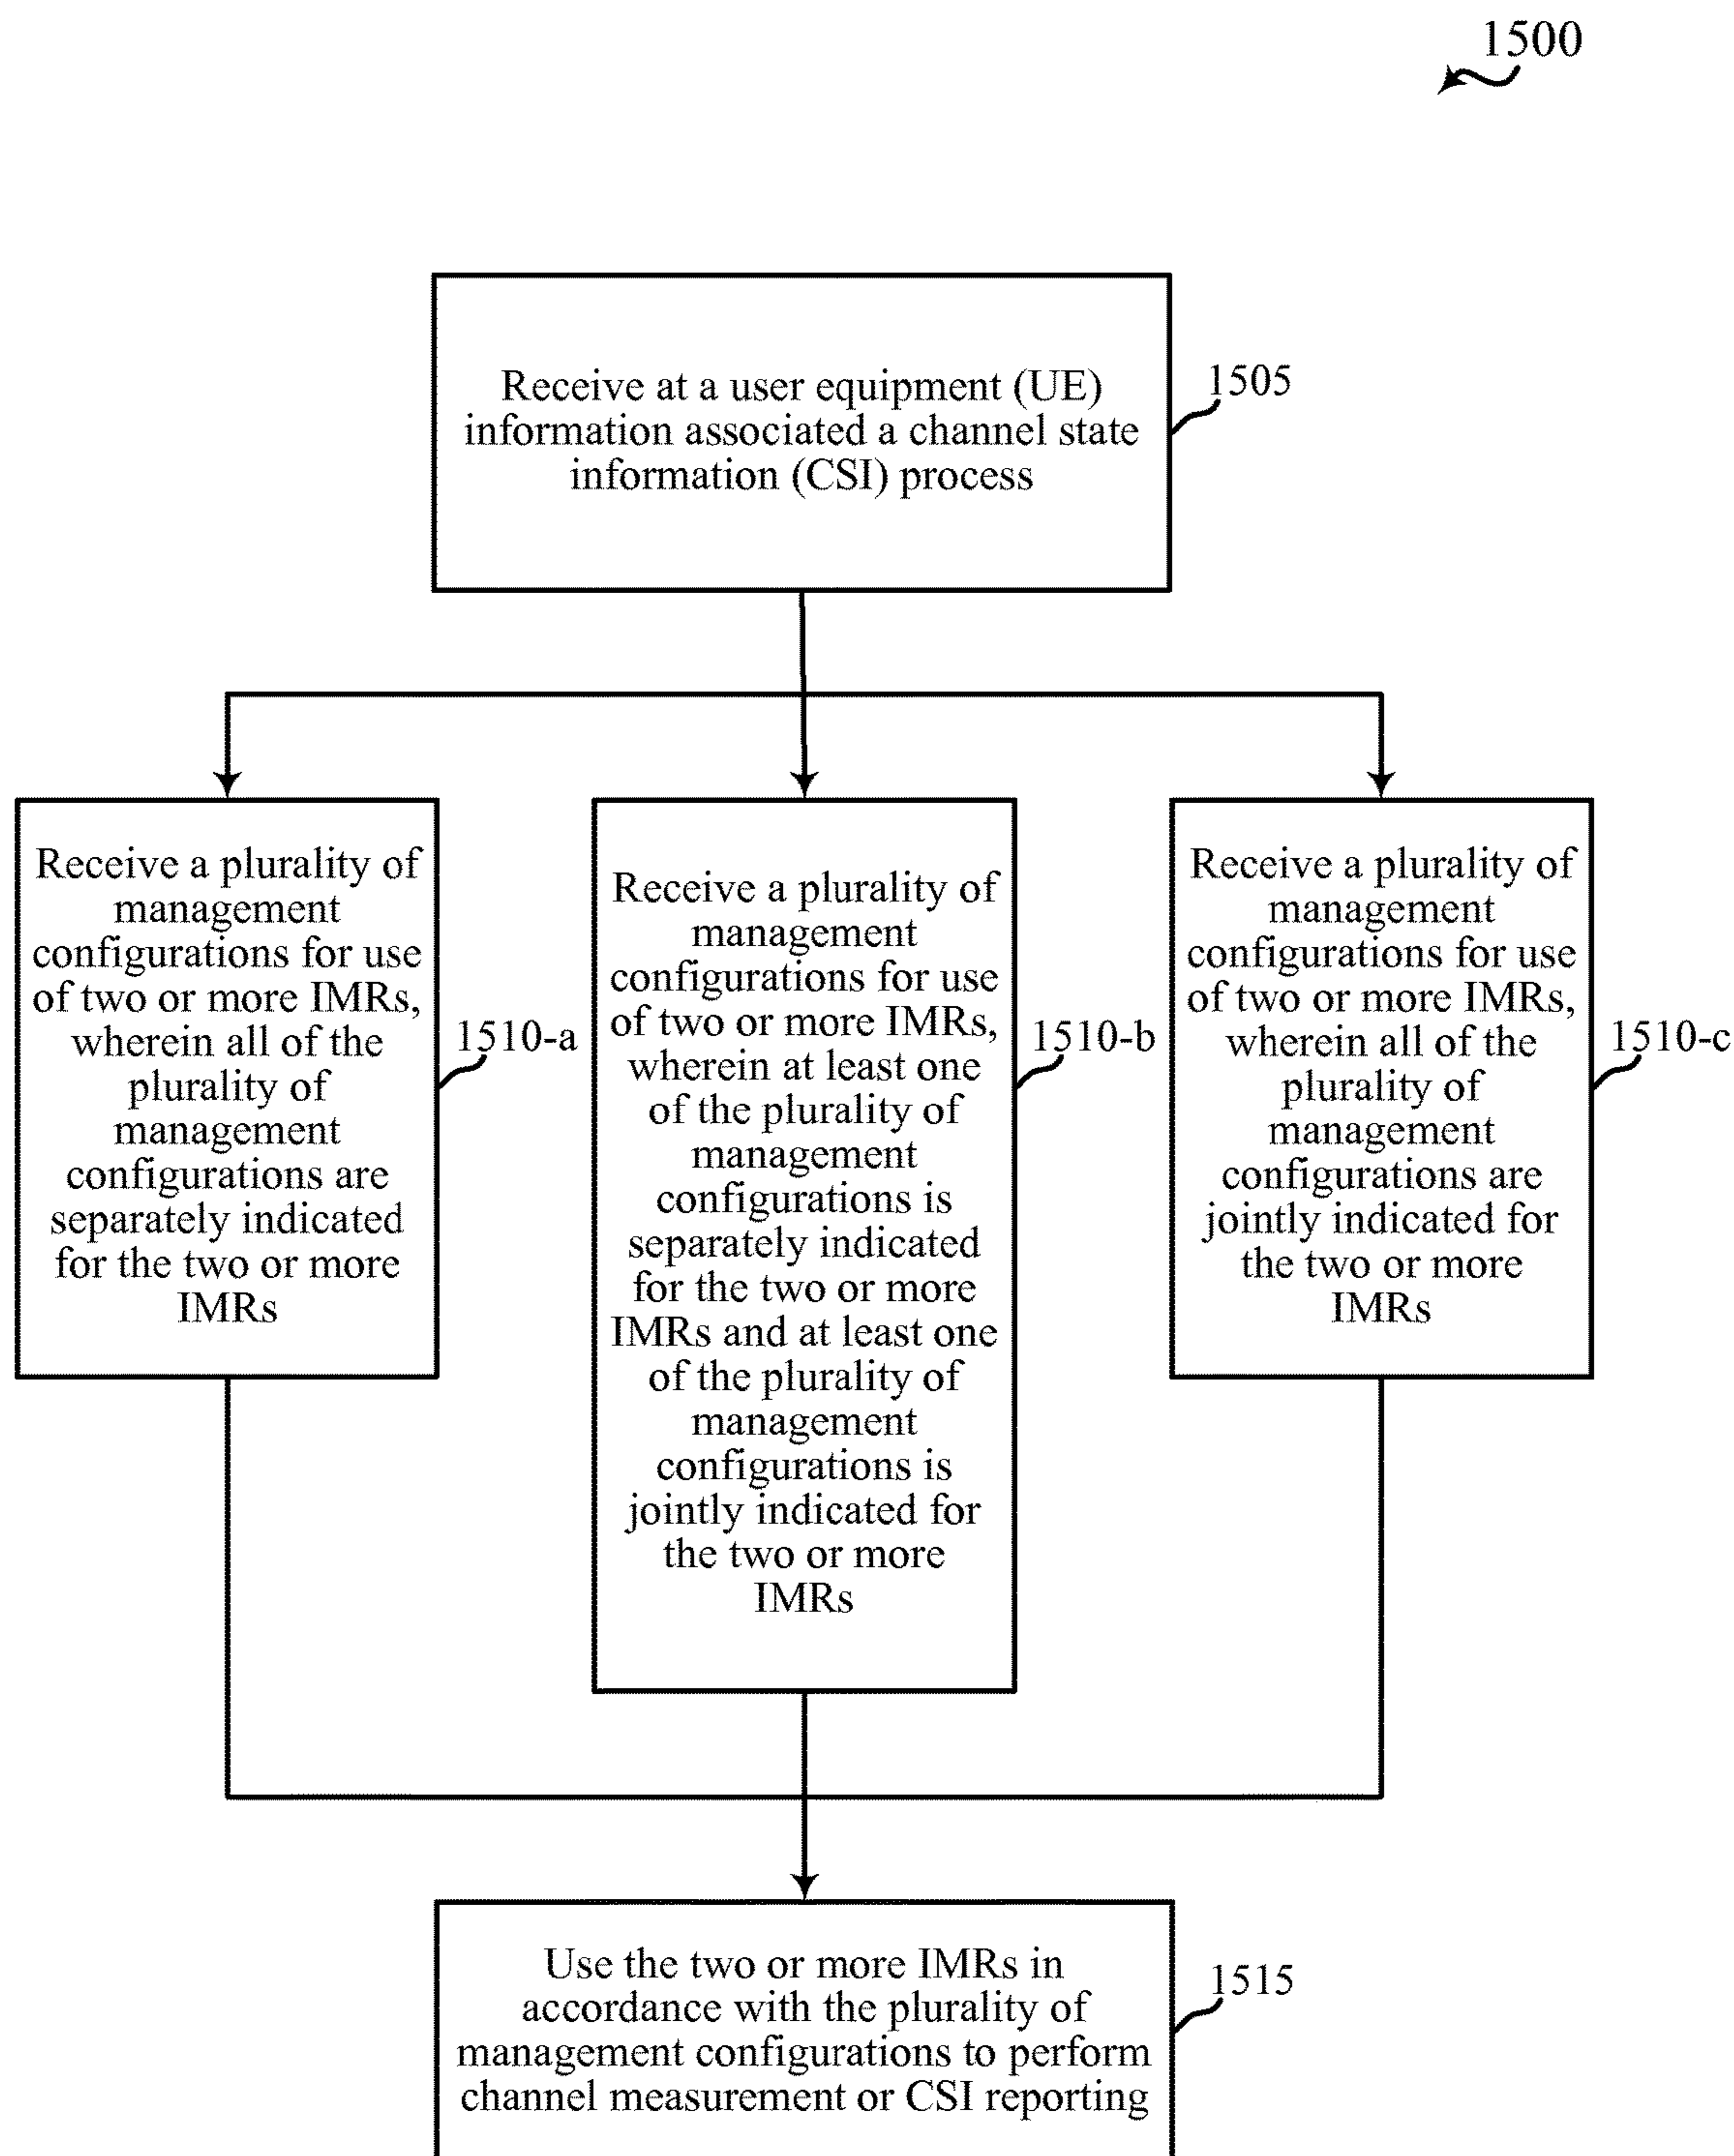 1500
Receive at a user equipment (UE)
information associated a channel state
information (CSI) process
1505
Receive a plurality of
management
configurations for use
of two or more IMRs,
wherein all of the
plurality of
management
configurations are
separately indicated
for the two or more
IMRs
1510-a
Receive a plurality of
management
configurations for use
of two or more IMRs,
wherein at least one
of the plurality of
management
configurations is
separately indicated
for the two or more
IMRs and at least one
of the plurality of
management
configurations is
jointly indicated for
the two or more
IMRs
1510-b
Receive a plurality of
management
configurations for use
of two or more IMRs,
wherein all of the
plurality of
management
configurations are
jointly indicated for
the two or more
IMRs
1510-c
Use the two or more IMRs in
accordance with the plurality of
management configurations to perform
channel measurement or CSI reporting
1515